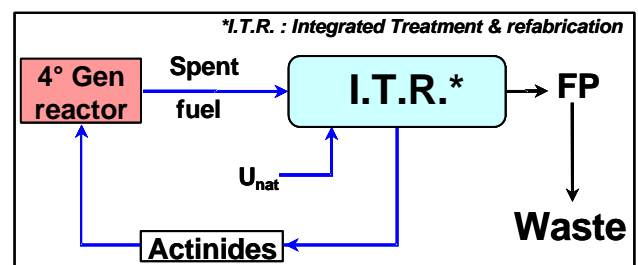 *I.T.R. : Integrated Treatment & refabrication
4° Gen
reactor
Spent
fuel
I.T.R.*
FP
Unat
Waste
Actinides